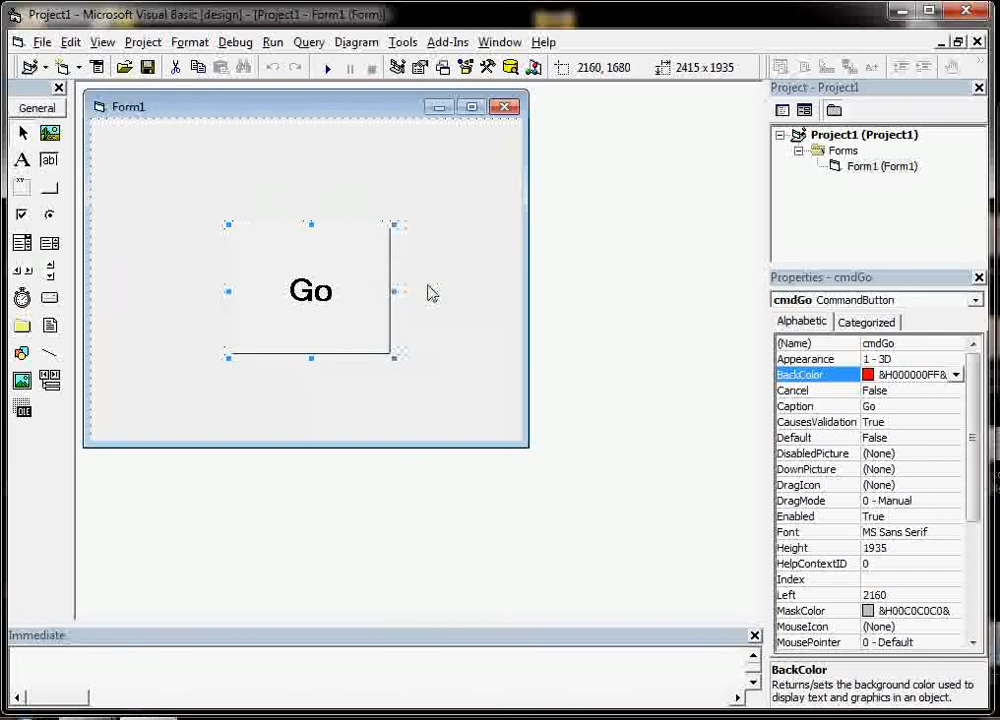 Project1 - Microsoft Visual Basic [design] - [Project1 - Form1 (Form)]
File Edit View Project Format Debug Run Query Diagram Tools Add-Ins Window Help
2160, 1680 2415 x 1935
General
Form1
Go
Project - Project1
Project1 (Project1)
Forms
Form1 (Form1)
Properties - cmdGo
cmdGo CommandButton
Alphabetic Categorized
(Name) cmdGo
Appearance 1 - 3D
BackColor &H000000FF&
Cancel False
Caption Go
CausesValidation True
Default False
DisabledPicture (None)
DownPicture (None)
DragIcon (None)
DragMode 0 - Manual
Enabled True
Font MS Sans Serif
Height 1935
HelpContextID 0
Index
Left 2160
MaskColor &H00C0C0C0&
MouseIcon (None)
MousePointer 0 - Default
BackColor
Returns/sets the background color used to
display text and graphics in an object.
Immediate